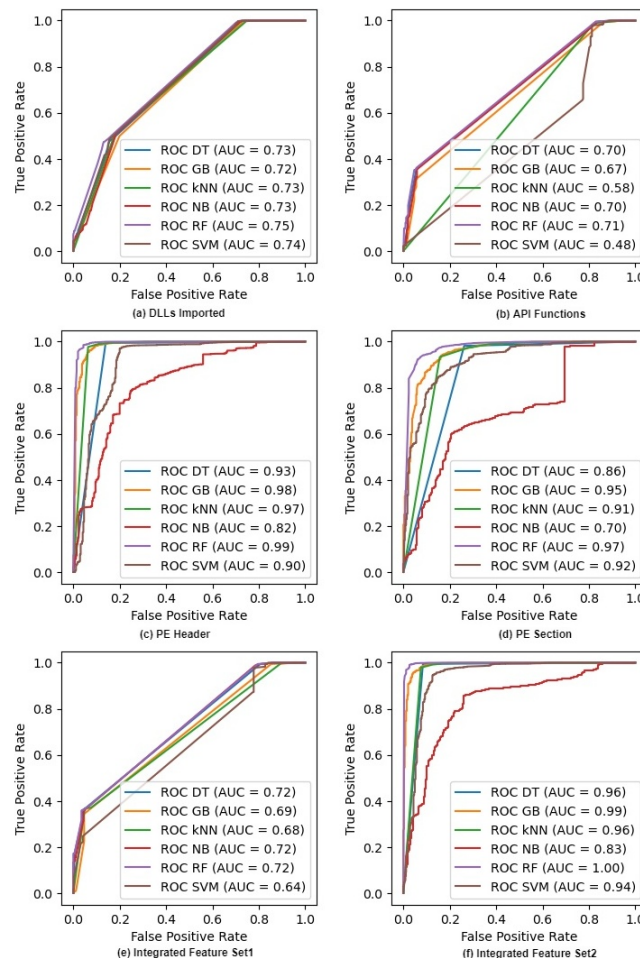 1.0
0.8
0.6
0.4
0.2
0.0
True Positive Rate
ROC DT (AUC = 0.73)
ROC GB (AUC = 0.72)
ROC kNN (AUC = 0.73)
ROC NB (AUC = 0.73)
ROC RF (AUC = 0.75)
ROC SVM (AUC = 0.74)
0.0 0.2 0.4 0.6 0.8 1.0
False Positive Rate
(a) DLLs Imported
1.0
0.8
0.6
0.4
0.2
0.0
True Positive Rate
ROC DT (AUC = 0.70)
ROC GB (AUC = 0.67)
ROC kNN (AUC = 0.58)
ROC NB (AUC = 0.70)
ROC RF (AUC = 0.71)
ROC SVM (AUC = 0.48)
0.0 0.2 0.4 0.6 0.8 1.0
False Positive Rate
(b) API Functions
1.0
0.8
0.6
0.4
0.2
0.0
True Positive Rate
ROC DT (AUC = 0.93)
ROC GB (AUC = 0.98)
ROC kNN (AUC = 0.97)
ROC NB (AUC = 0.82)
ROC RF (AUC = 0.99)
ROC SVM (AUC = 0.90)
0.0 0.2 0.4 0.6 0.8 1.0
False Positive Rate
(c) PE Header
1.0
0.8
0.6
0.4
0.2
0.0
True Positive Rate
ROC DT (AUC = 0.86)
ROC GB (AUC = 0.95)
ROC kNN (AUC = 0.91)
ROC NB (AUC = 0.70)
ROC RF (AUC = 0.97)
ROC SVM (AUC = 0.92)
0.0 0.2 0.4 0.6 0.8 1.0
False Positive Rate
(d) PE Section
1.0
0.8
0.6
0.4
0.2
0.0
True Positive Rate
ROC DT (AUC = 0.72)
ROC GB (AUC = 0.69)
ROC kNN (AUC = 0.68)
ROC NB (AUC = 0.72)
ROC RF (AUC = 0.72)
ROC SVM (AUC = 0.64)
0.0 0.2 0.4 0.6 0.8 1.0
False Positive Rate
(e) Integrated Feature Set1
1.0
0.8
0.6
0.4
0.2
0.0
True Positive Rate
ROC DT (AUC = 0.96)
ROC GB (AUC = 0.99)
ROC kNN (AUC = 0.96)
ROC NB (AUC = 0.83)
ROC RF (AUC = 1.00)
ROC SVM (AUC = 0.94)
0.0 0.2 0.4 0.6 0.8 1.0
False Positive Rate
(f) Integrated Feature Set2